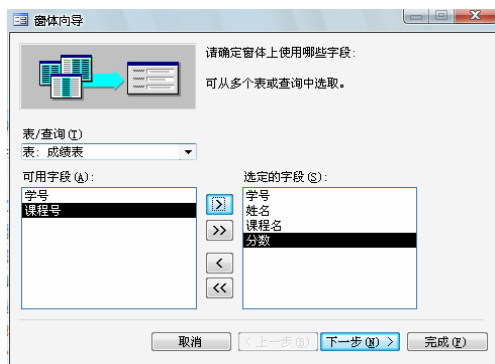 窗体向导
请确定窗体上使用哪些字段:
可从多个表或查询中选取。
表/查询(T)
表: 成绩表
可用字段(A):
学号
课程号
>
>>
<
<<
选定的字段(S):
学号
姓名
课程名
分数
取消
< 上一步(B)
下一步(N) >
完成(F)